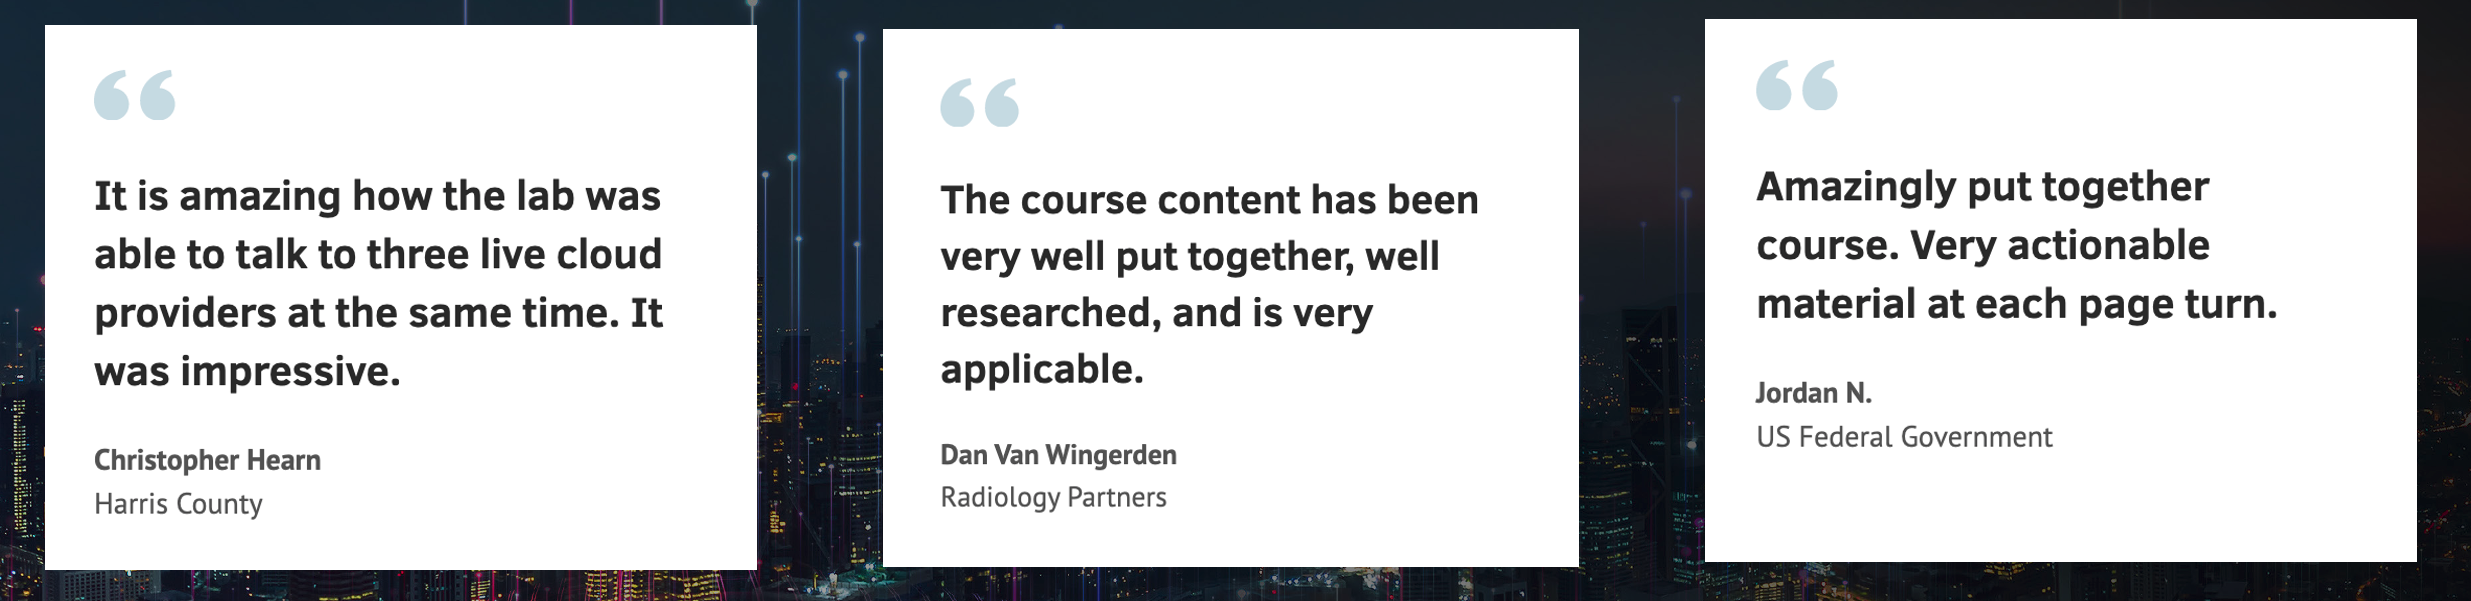 “
It is amazing how the lab was
able to talk to three live cloud
providers at the same time. It
was impressive.
Christopher Hearn
Harris County
“
The course content has been
very well put together, well
researched, and is very
applicable.
Dan Van Wingerden
Radiology Partners
“
Amazingly put together
course. Very actionable
material at each page turn.
Jordan N.
US Federal Government